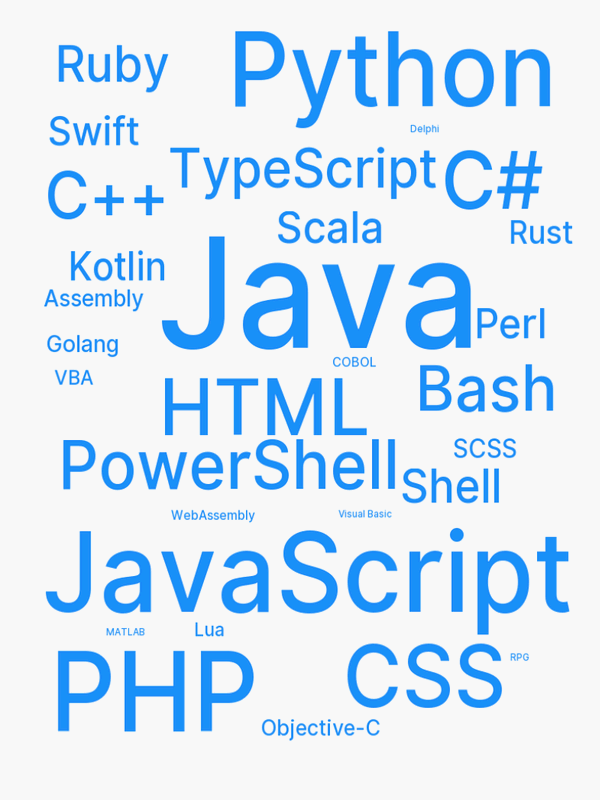 Ruby
Python
Swift
Delphi
TypeScript
C#
C++
Scala
Rust
Kotlin
Java
Assembly
Perl
Golang
COBOL
VBA
Bash
HTML
PowerShell
SCSS
Shell
WebAssembly
Visual Basic
JavaScript
MATLAB
Lua
PHP
CSS
RPG
Objective-C